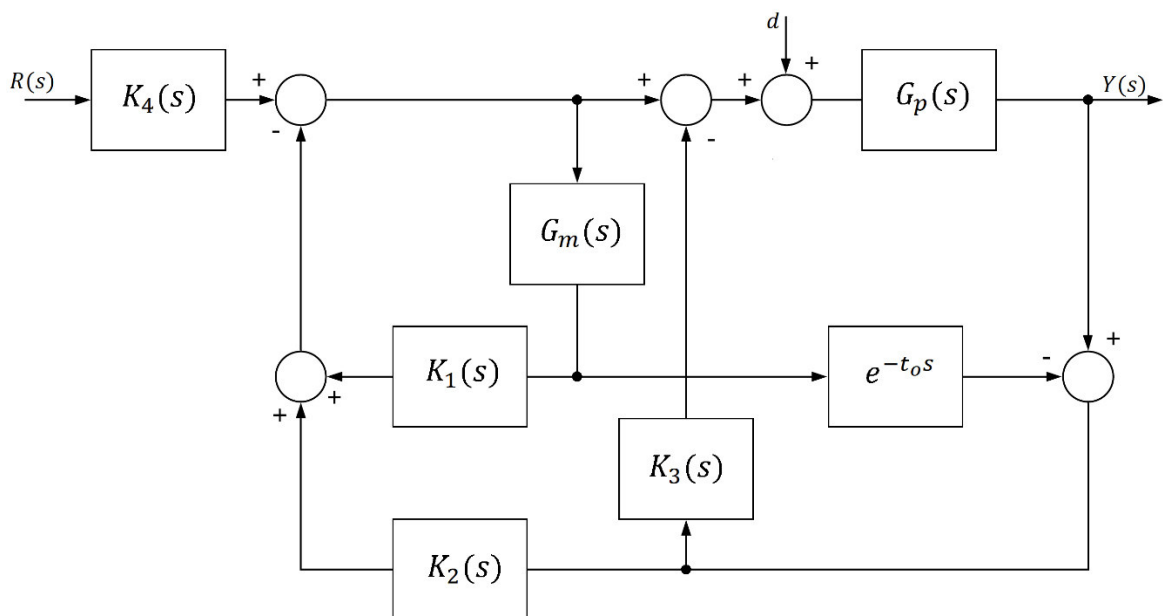 d
R(s)
K_4(s)
+
-
+
-
+
+
G_p(s)
Y(s)
G_m(s)
K_1(s)
+
+
e^{-t_o s}
-
+
K_3(s)
K_2(s)